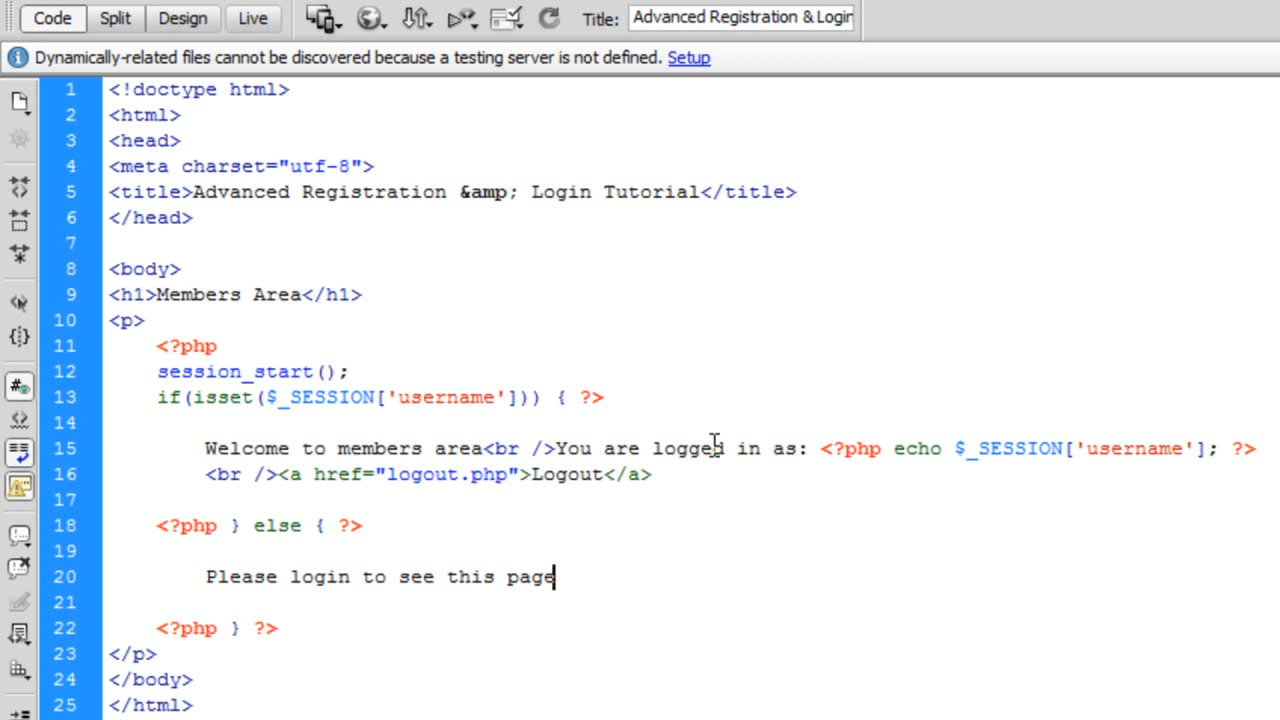 Code Split Design Live Title: Advanced Registration & Login
Dynamically-related files cannot be discovered because a testing server is not defined. Setup
1 <!doctype html>
2 <html>
3 <head>
4 <meta charset="utf-8">
5 <title>Advanced Registration &amp; Login Tutorial</title>
6 </head>
7
8 <body>
9 <h1>Members Area</h1>
10 <p>
11 <?php
12 session_start();
13 if(isset($_SESSION['username'])) { ?>
14
15 Welcome to members area<br />You are logged in as: <?php echo $_SESSION['username']; ?>
16 <br /><a href="logout.php">Logout</a>
17
18 <?php } else { ?>
19
20 Please login to see this page
21
22 <?php } ?>
23 </p>
24 </body>
25 </html>